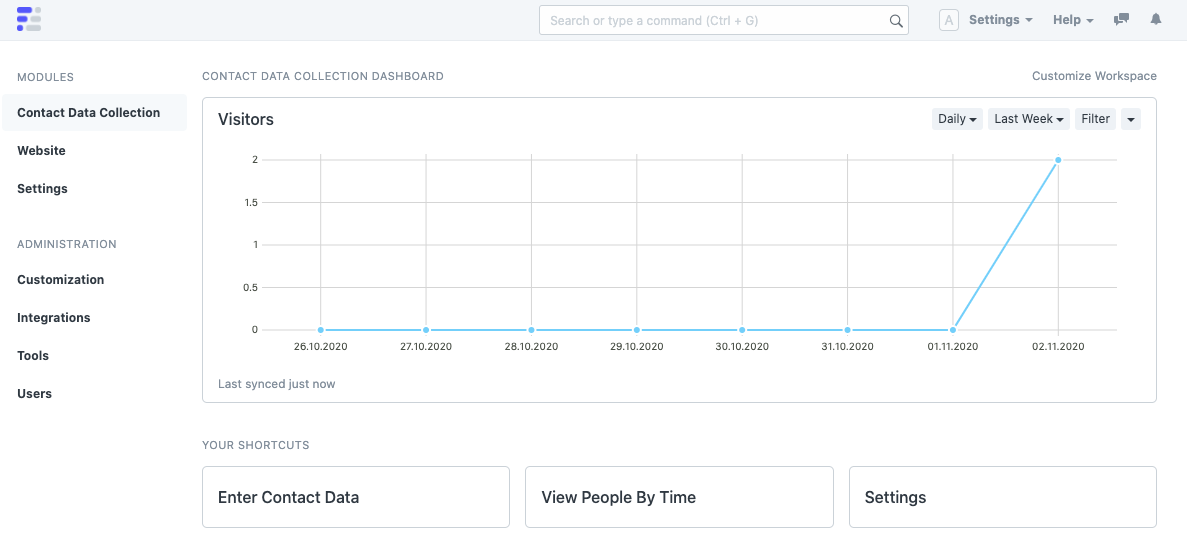 Search or type a command (Ctrl + G)
A Settings Help
MODULES
Contact Data Collection
Website
Settings
ADMINISTRATION
Customization
Integrations
Tools
Users
CONTACT DATA COLLECTION DASHBOARD Customize Workspace
Visitors Daily Last Week Filter
2
1.5
1
0.5
0
26.10.2020 27.10.2020 28.10.2020 29.10.2020 30.10.2020 31.10.2020 01.11.2020 02.11.2020
Last synced just now
YOUR SHORTCUTS
Enter Contact Data View People By Time Settings